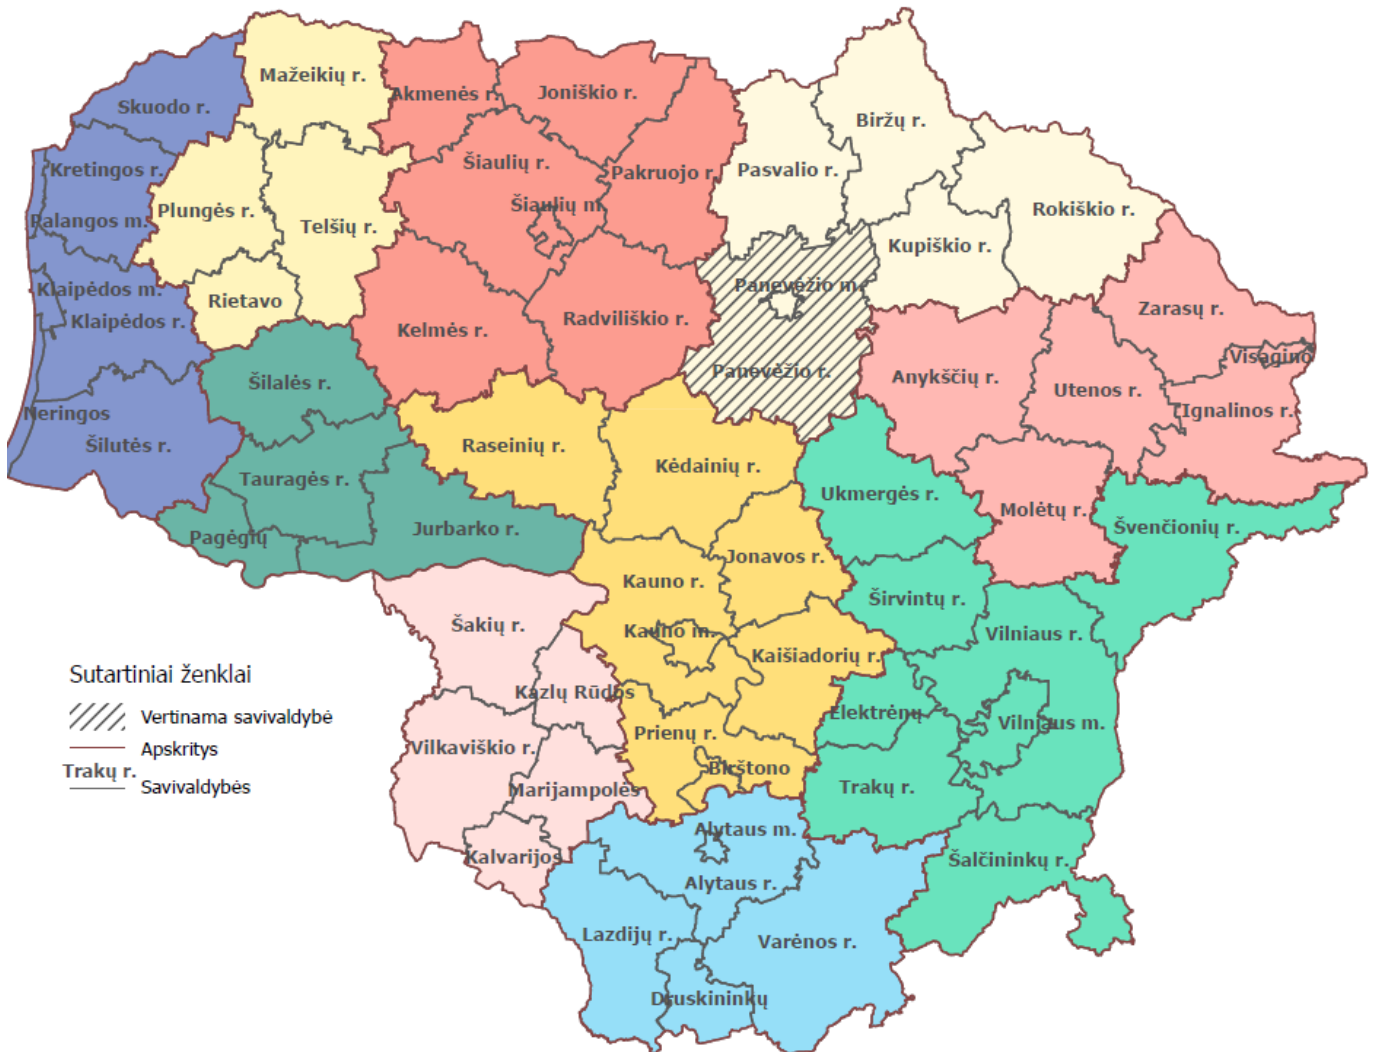 Mažeikių r.
Akmenės r.
Joniškio r.
Skuodo r.
Biržų r.
Kretingos r.
Šiaulių r.
Pakruojo r.
Pasvalio r.
Plungės r.
Šiaulių m.
Rokiškio r.
Palangos m.
Telšių r.
Kupiškio r.
Klaipėdos m.
Rietavo
Panevėžio m.
Zarasų r.
Klaipėdos r.
Kelmės r.
Radviliškio r.
Visagino
Šilalės r.
Panevėžio r.
Anykščių r.
Utenos r.
Neringos
Ignalinos r.
Šilutės r.
Raseinių r.
Kėdainių r.
Tauragės r.
Ukmergės r.
Molėtų r.
Švenčionių r.
Pagėgių
Jurbarko r.
Jonavos r.
Kauno r.
Širvintų r.
Šakių r.
Kauno m.
Vilniaus r.
Kaišiadorių r.
Kazlų Rūdos
Elektrėnų
Vilniaus m.
Prienų r.
Vilkaviškio r.
Birštono
Marijampolės
Trakų r.
Alytaus m.
Kalvarijos
Šalčininkų r.
Alytaus r.
Lazdijų r.
Varėnos r.
Druskininkų
Sutartiniai ženklai
Vertinama savivaldybė
Apskritys
Trakų r.
Savivaldybės